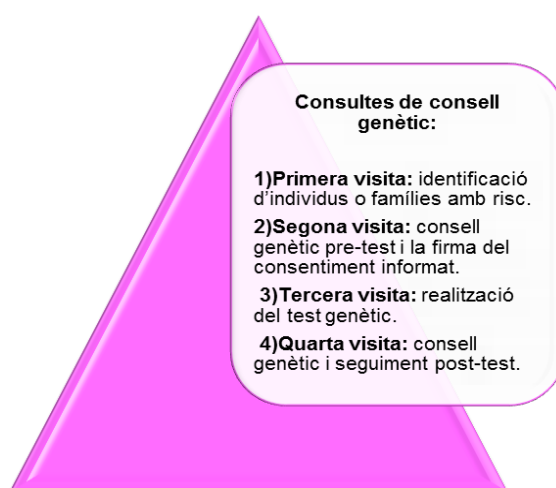 Consultes de consell
genètic:
1)Primera visita: identificació
d'individus o famílies amb risc.
2)Segona visita: consell
genètic pre-test i la firma del
consentiment informat.
3)Tercera visita: realització
del test genètic.
4)Quarta visita: consell
genètic i seguiment post-test.